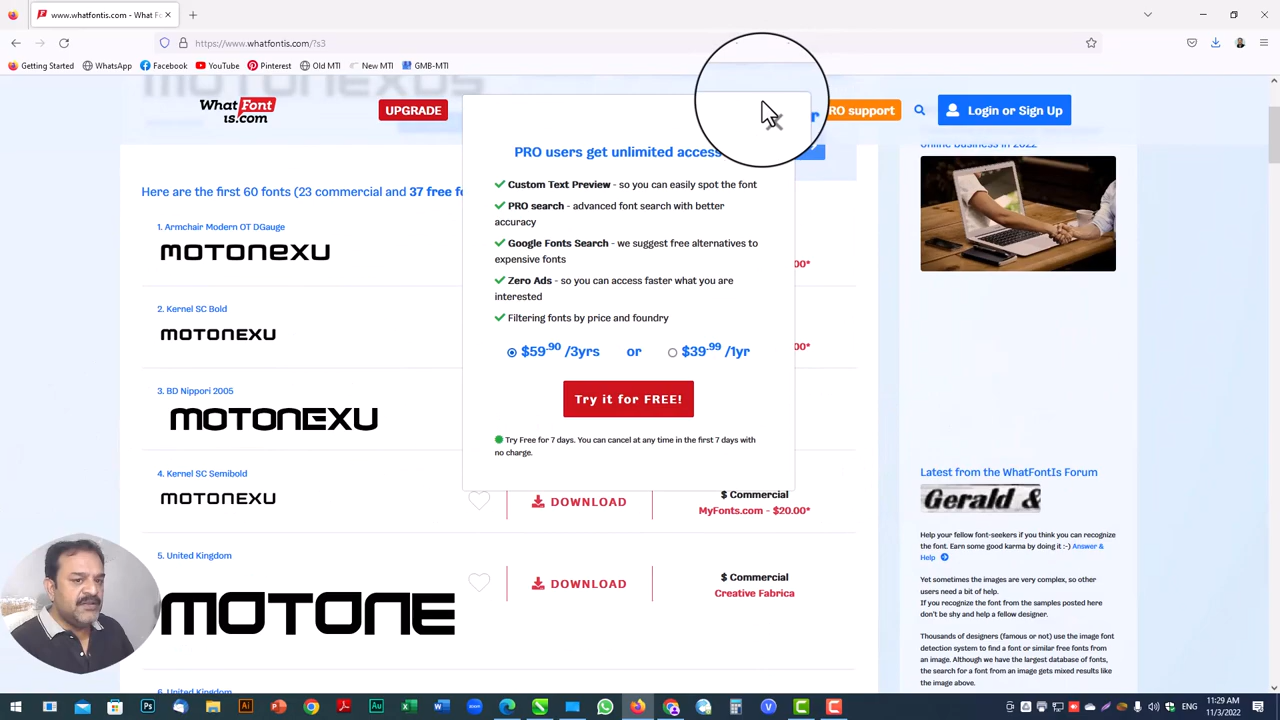 www.whatfontis.com - What Font
https://www.whatfontis.com/?s3
Getting Started
WhatsApp
Facebook
YouTube
Pinterest
Old MTI
New MTI
GMB-MTI
What Font is.com
UPGRADE
RO support
Login or Sign Up
Here are the first 60 fonts (23 commercial and 37 free fo
1. Armchair Modern OT DGauge
MOTONEXU
2. Kernel SC Bold
MOTONEXU
3. BD Nippori 2005
MOTONEXU
4. Kernel SC Semibold
MOTONEXU
5. United Kingdom
MOTONE
6. United Kingdom
PRO users get unlimited access
Custom Text Preview - so you can easily spot the font
PRO search - advanced font search with better
accuracy
Google Fonts Search - we suggest free alternatives to
expensive fonts
Zero Ads - so you can access faster what you are
interested
Filtering fonts by price and foundry
$59.90 /3yrs or $39.99 /1yr
Try it for FREE!
Try Free for 7 days. You can cancel at any time in the first 7 days with
no charge.
00*
00*
DOWNLOAD
$ Commercial
MyFonts.com - $20.00*
DOWNLOAD
$ Commercial
Creative Fabrica
Online Business in 2022
Latest from the WhatFontIs Forum
Gerald &
Help your fellow font-seekers if you think you can recognize
the font. Earn some good karma by doing it :-) Answer &
Help
Yet sometimes the images are very complex, so other
users need a bit of help.
If you recognize the font from the samples posted here
don't be shy and help a fellow designer.
Thousands of designers (famous or not) use the image font
detection system to find a font or similar free fonts from
an image. Although we have the largest database of fonts,
the search for a font from an image gets mixed results like
the image above.
11:29 AM
11/3/2022